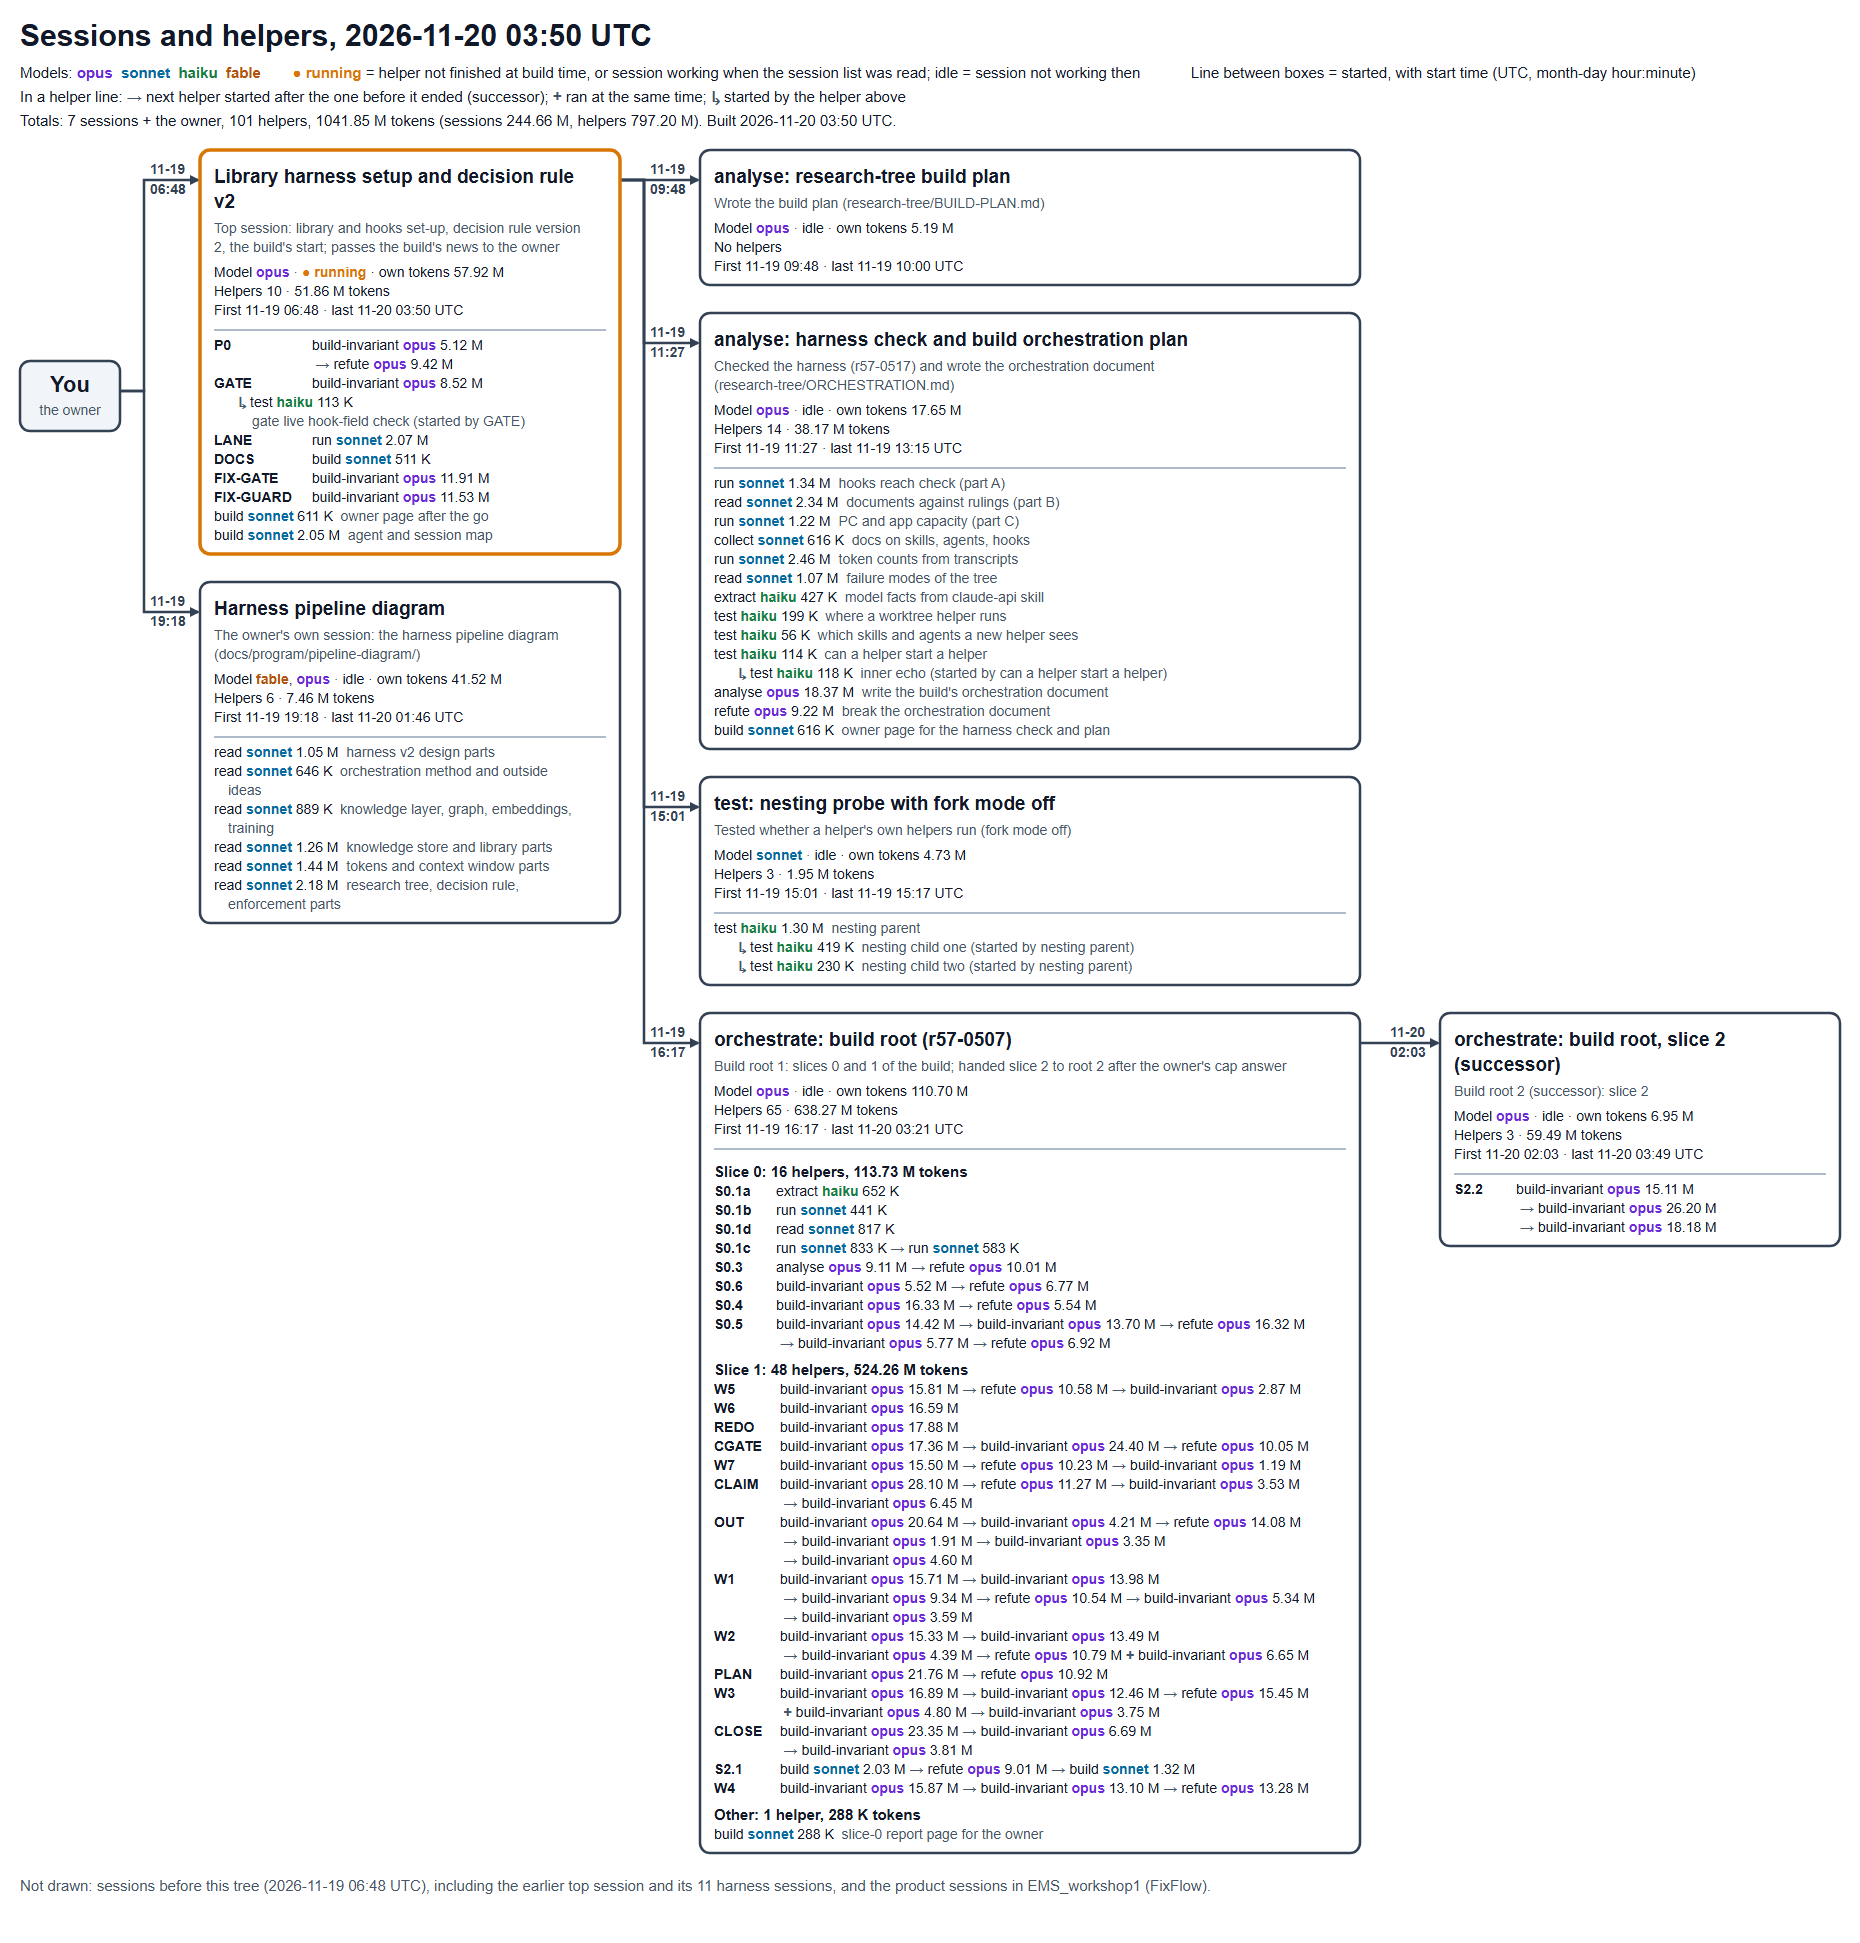 Sessions and helpers, 2026-11-20 03:50 UTC
Models: opus sonnet haiku fable ● running = helper not finished at build time, or session working when the session list was read; idle = session not working then Line between boxes = started, with start time (UTC, month-day hour:minute)
In a helper line: → next helper started after the one before it ended (successor); + ran at the same time; ↳ started by the helper above
Totals: 7 sessions + the owner, 101 helpers, 1041.85 M tokens (sessions 244.66 M, helpers 797.20 M). Built 2026-11-20 03:50 UTC.
You
the owner
11-19
06:48
Library harness setup and decision rule
v2
Top session: library and hooks set-up, decision rule version
2, the build's start; passes the build's news to the owner
Model opus · ● running · own tokens 57.92 M
Helpers 10 · 51.86 M tokens
First 11-19 06:48 · last 11-20 03:50 UTC
P0 build-invariant opus 5.12 M
→ refute opus 9.42 M
GATE build-invariant opus 8.52 M
↳ test haiku 113 K
gate live hook-field check (started by GATE)
LANE run sonnet 2.07 M
DOCS build sonnet 511 K
FIX-GATE build-invariant opus 11.91 M
FIX-GUARD build-invariant opus 11.53 M
build sonnet 611 K owner page after the go
build sonnet 2.05 M agent and session map
11-19
19:18
Harness pipeline diagram
The owner's own session: the harness pipeline diagram
(docs/program/pipeline-diagram/)
Model fable, opus · idle · own tokens 41.52 M
Helpers 6 · 7.46 M tokens
First 11-19 19:18 · last 11-20 01:46 UTC
read sonnet 1.05 M harness v2 design parts
read sonnet 646 K orchestration method and outside
ideas
read sonnet 889 K knowledge layer, graph, embeddings,
training
read sonnet 1.26 M knowledge store and library parts
read sonnet 1.44 M tokens and context window parts
read sonnet 2.18 M research tree, decision rule,
enforcement parts
11-19
09:48
analyse: research-tree build plan
Wrote the build plan (research-tree/BUILD-PLAN.md)
Model opus · idle · own tokens 5.19 M
No helpers
First 11-19 09:48 · last 11-19 10:00 UTC
11-19
11:27
analyse: harness check and build orchestration plan
Checked the harness (r57-0517) and wrote the orchestration document
(research-tree/ORCHESTRATION.md)
Model opus · idle · own tokens 17.65 M
Helpers 14 · 38.17 M tokens
First 11-19 11:27 · last 11-19 13:15 UTC
run sonnet 1.34 M hooks reach check (part A)
read sonnet 2.34 M documents against rulings (part B)
run sonnet 1.22 M PC and app capacity (part C)
collect sonnet 616 K docs on skills, agents, hooks
run sonnet 2.46 M token counts from transcripts
read sonnet 1.07 M failure modes of the tree
extract haiku 427 K model facts from claude-api skill
test haiku 199 K where a worktree helper runs
test haiku 56 K which skills and agents a new helper sees
test haiku 114 K can a helper start a helper
↳ test haiku 118 K inner echo (started by can a helper start a helper)
analyse opus 18.37 M write the build's orchestration document
refute opus 9.22 M break the orchestration document
build sonnet 616 K owner page for the harness check and plan
11-19
15:01
test: nesting probe with fork mode off
Tested whether a helper's own helpers run (fork mode off)
Model sonnet · idle · own tokens 4.73 M
Helpers 3 · 1.95 M tokens
First 11-19 15:01 · last 11-19 15:17 UTC
test haiku 1.30 M nesting parent
↳ test haiku 419 K nesting child one (started by nesting parent)
↳ test haiku 230 K nesting child two (started by nesting parent)
11-19
16:17
orchestrate: build root (r57-0507)
Build root 1: slices 0 and 1 of the build; handed slice 2 to root 2 after the owner's cap answer
Model opus · idle · own tokens 110.70 M
Helpers 65 · 638.27 M tokens
First 11-19 16:17 · last 11-20 03:21 UTC
Slice 0: 16 helpers, 113.73 M tokens
S0.1a extract haiku 652 K
S0.1b run sonnet 441 K
S0.1d read sonnet 817 K
S0.1c run sonnet 833 K → run sonnet 583 K
S0.3 analyse opus 9.11 M → refute opus 10.01 M
S0.6 build-invariant opus 5.52 M → refute opus 6.77 M
S0.4 build-invariant opus 16.33 M → refute opus 5.54 M
S0.5 build-invariant opus 14.42 M → build-invariant opus 13.70 M → refute opus 16.32 M
→ build-invariant opus 5.77 M → refute opus 6.92 M
Slice 1: 48 helpers, 524.26 M tokens
W5 build-invariant opus 15.81 M → refute opus 10.58 M → build-invariant opus 2.87 M
W6 build-invariant opus 16.59 M
REDO build-invariant opus 17.88 M
CGATE build-invariant opus 17.36 M → build-invariant opus 24.40 M → refute opus 10.05 M
W7 build-invariant opus 15.50 M → refute opus 10.23 M → build-invariant opus 1.19 M
CLAIM build-invariant opus 28.10 M → refute opus 11.27 M → build-invariant opus 3.53 M
→ build-invariant opus 6.45 M
OUT build-invariant opus 20.64 M → build-invariant opus 4.21 M → refute opus 14.08 M
→ build-invariant opus 1.91 M → build-invariant opus 3.35 M
→ build-invariant opus 4.60 M
W1 build-invariant opus 15.71 M → build-invariant opus 13.98 M
→ build-invariant opus 9.34 M → refute opus 10.54 M → build-invariant opus 5.34 M
→ build-invariant opus 3.59 M
W2 build-invariant opus 15.33 M → build-invariant opus 13.49 M
→ build-invariant opus 4.39 M → refute opus 10.79 M + build-invariant opus 6.65 M
PLAN build-invariant opus 21.76 M → refute opus 10.92 M
W3 build-invariant opus 16.89 M → build-invariant opus 12.46 M → refute opus 15.45 M
+ build-invariant opus 4.80 M → build-invariant opus 3.75 M
CLOSE build-invariant opus 23.35 M → build-invariant opus 6.69 M
→ build-invariant opus 3.81 M
S2.1 build sonnet 2.03 M → refute opus 9.01 M → build sonnet 1.32 M
W4 build-invariant opus 15.87 M → build-invariant opus 13.10 M → refute opus 13.28 M
Other: 1 helper, 288 K tokens
build sonnet 288 K slice-0 report page for the owner
11-20
02:03
orchestrate: build root, slice 2
(successor)
Build root 2 (successor): slice 2
Model opus · idle · own tokens 6.95 M
Helpers 3 · 59.49 M tokens
First 11-20 02:03 · last 11-20 03:49 UTC
S2.2 build-invariant opus 15.11 M
→ build-invariant opus 26.20 M
→ build-invariant opus 18.18 M
Not drawn: sessions before this tree (2026-11-19 06:48 UTC), including the earlier top session and its 11 harness sessions, and the product sessions in EMS_workshop1 (FixFlow).